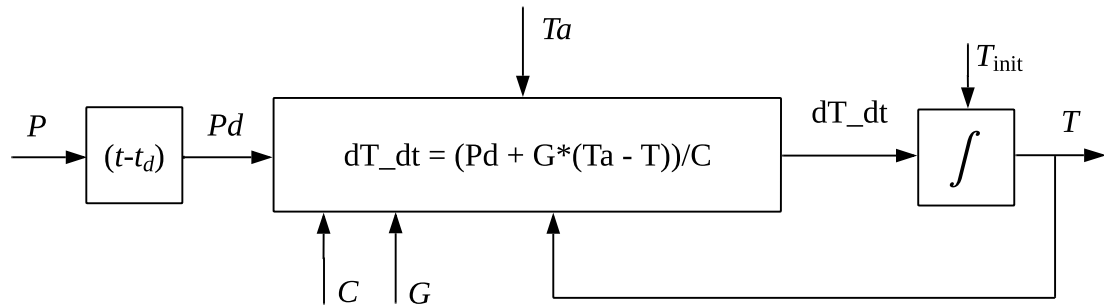 Ta
T_init
P
Pd
dT_dt
T
(t-t_d)
dT_dt = (Pd + G*(Ta - T))/C
∫
C
G